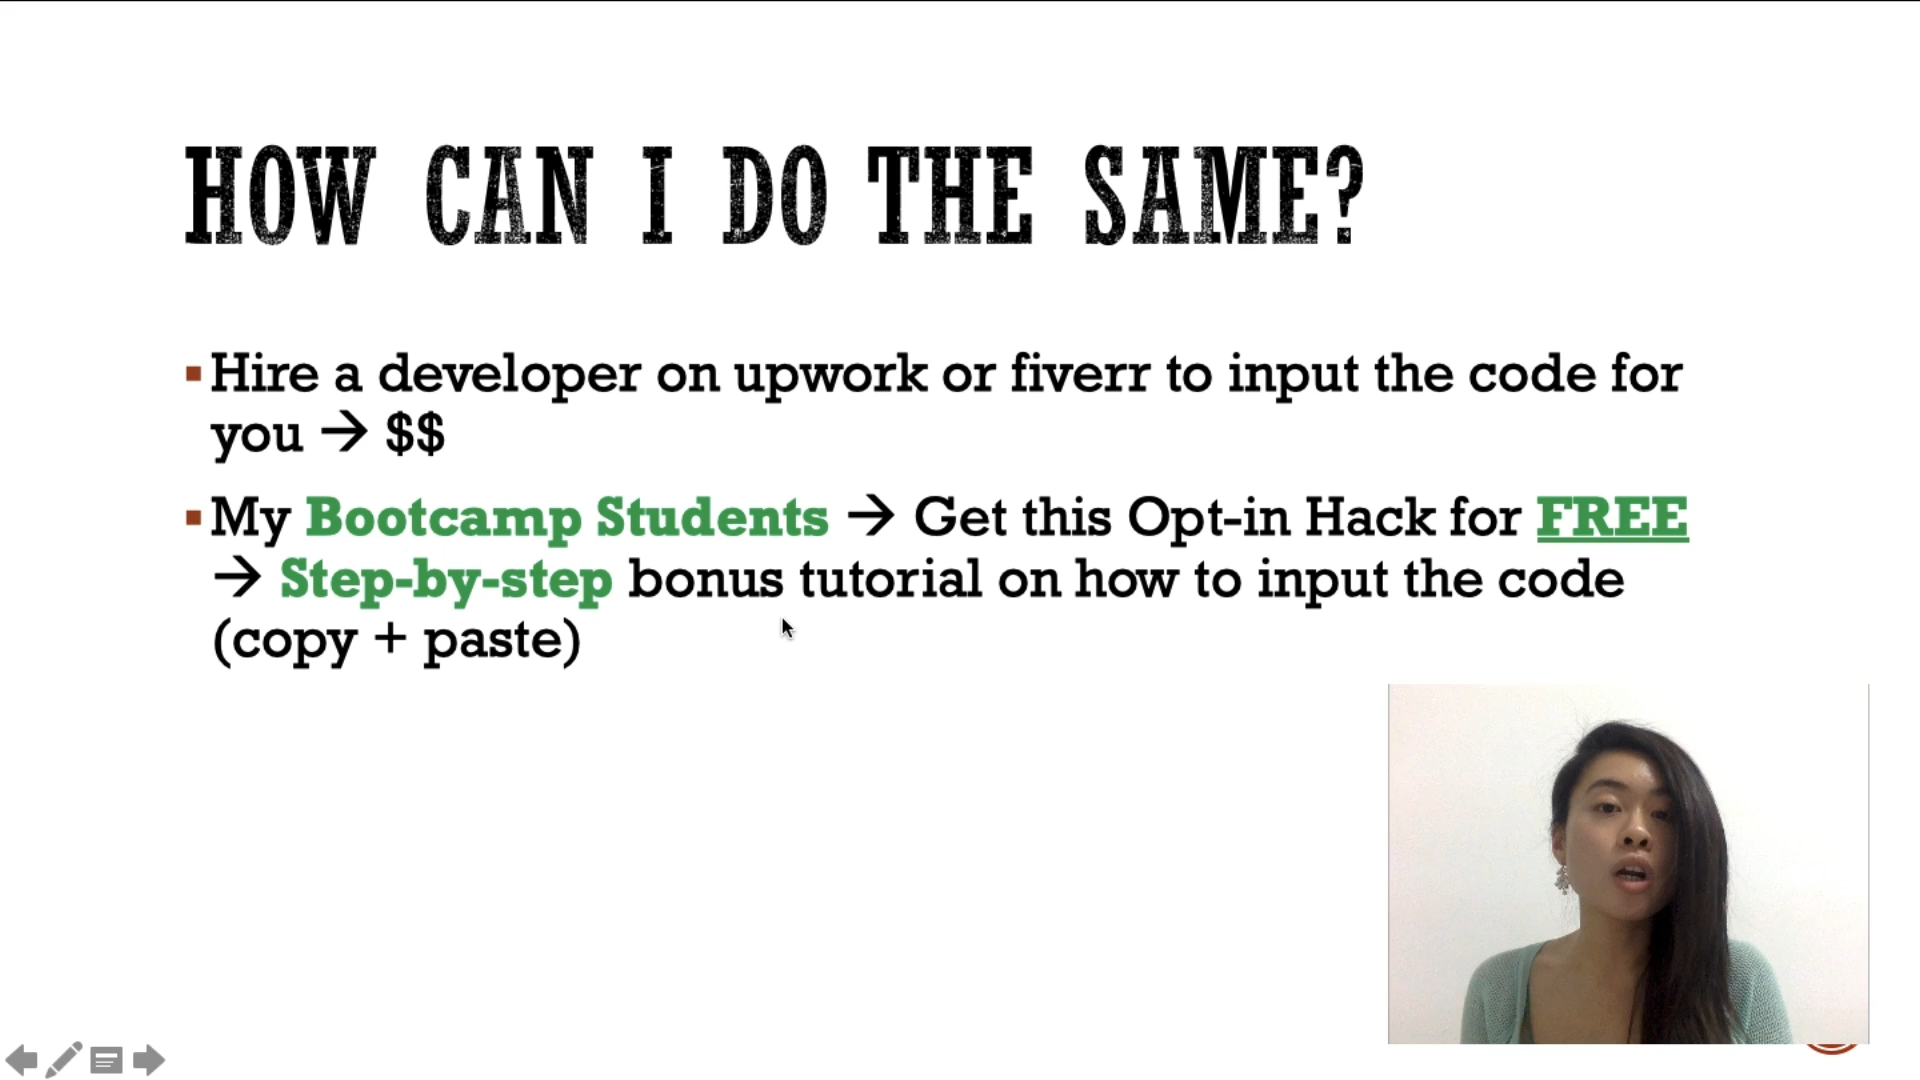 HOW CAN I DO THE SAME?
▪Hire a developer on upwork or fiverr to input the code for
you → $$
▪My Bootcamp Students → Get this Opt-in Hack for FREE
→ Step-by-step bonus tutorial on how to input the code
(copy + paste)